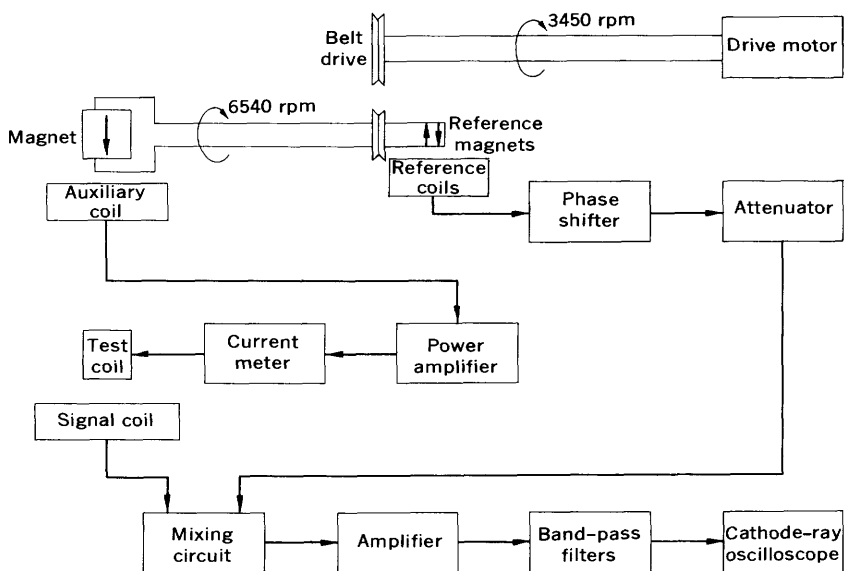 3450 rpm
Belt
drive
Drive motor
6540 rpm
Magnet
Reference
magnets
Reference
coils
Auxiliary
coil
Phase
shifter
Attenuator
Test
coil
Current
meter
Power
amplifier
Signal coil
Mixing
circuit
Amplifier
Band-pass
filters
Cathode-ray
oscilloscope